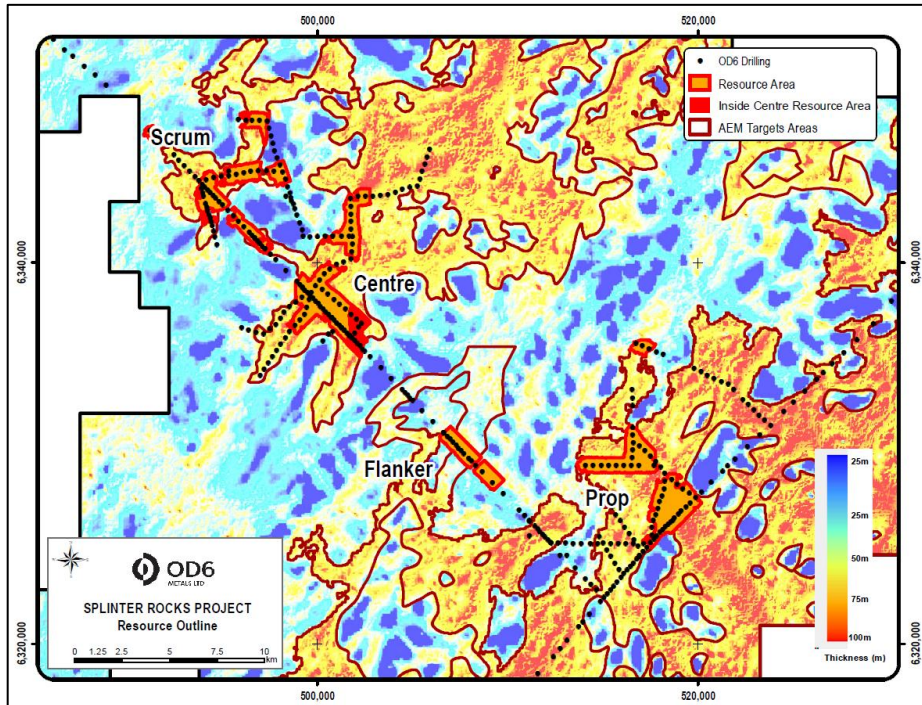 500,000
520,000
OD6 Drilling
Resource Area
Inside Centre Resource Area
AEM Targets Areas
Scrum
6,340,000
6,340,000
Centre
Flanker
Prop
25m
25m
50m
75m
100m
Thickness (m)
OD6
METALS LTD
SPLINTER ROCKS PROJECT
Resource Outline
0 1.25 2.5 5 7.5 10
km
6,320,000
6,320,000
500,000
520,000